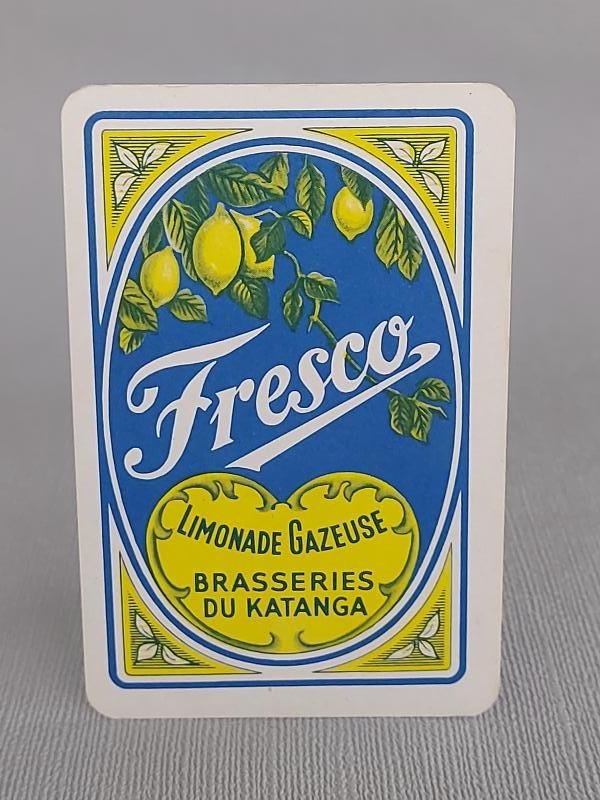 Fresco
LIMONADE GAZEUSE
BRASSERIES
DU KATANGA